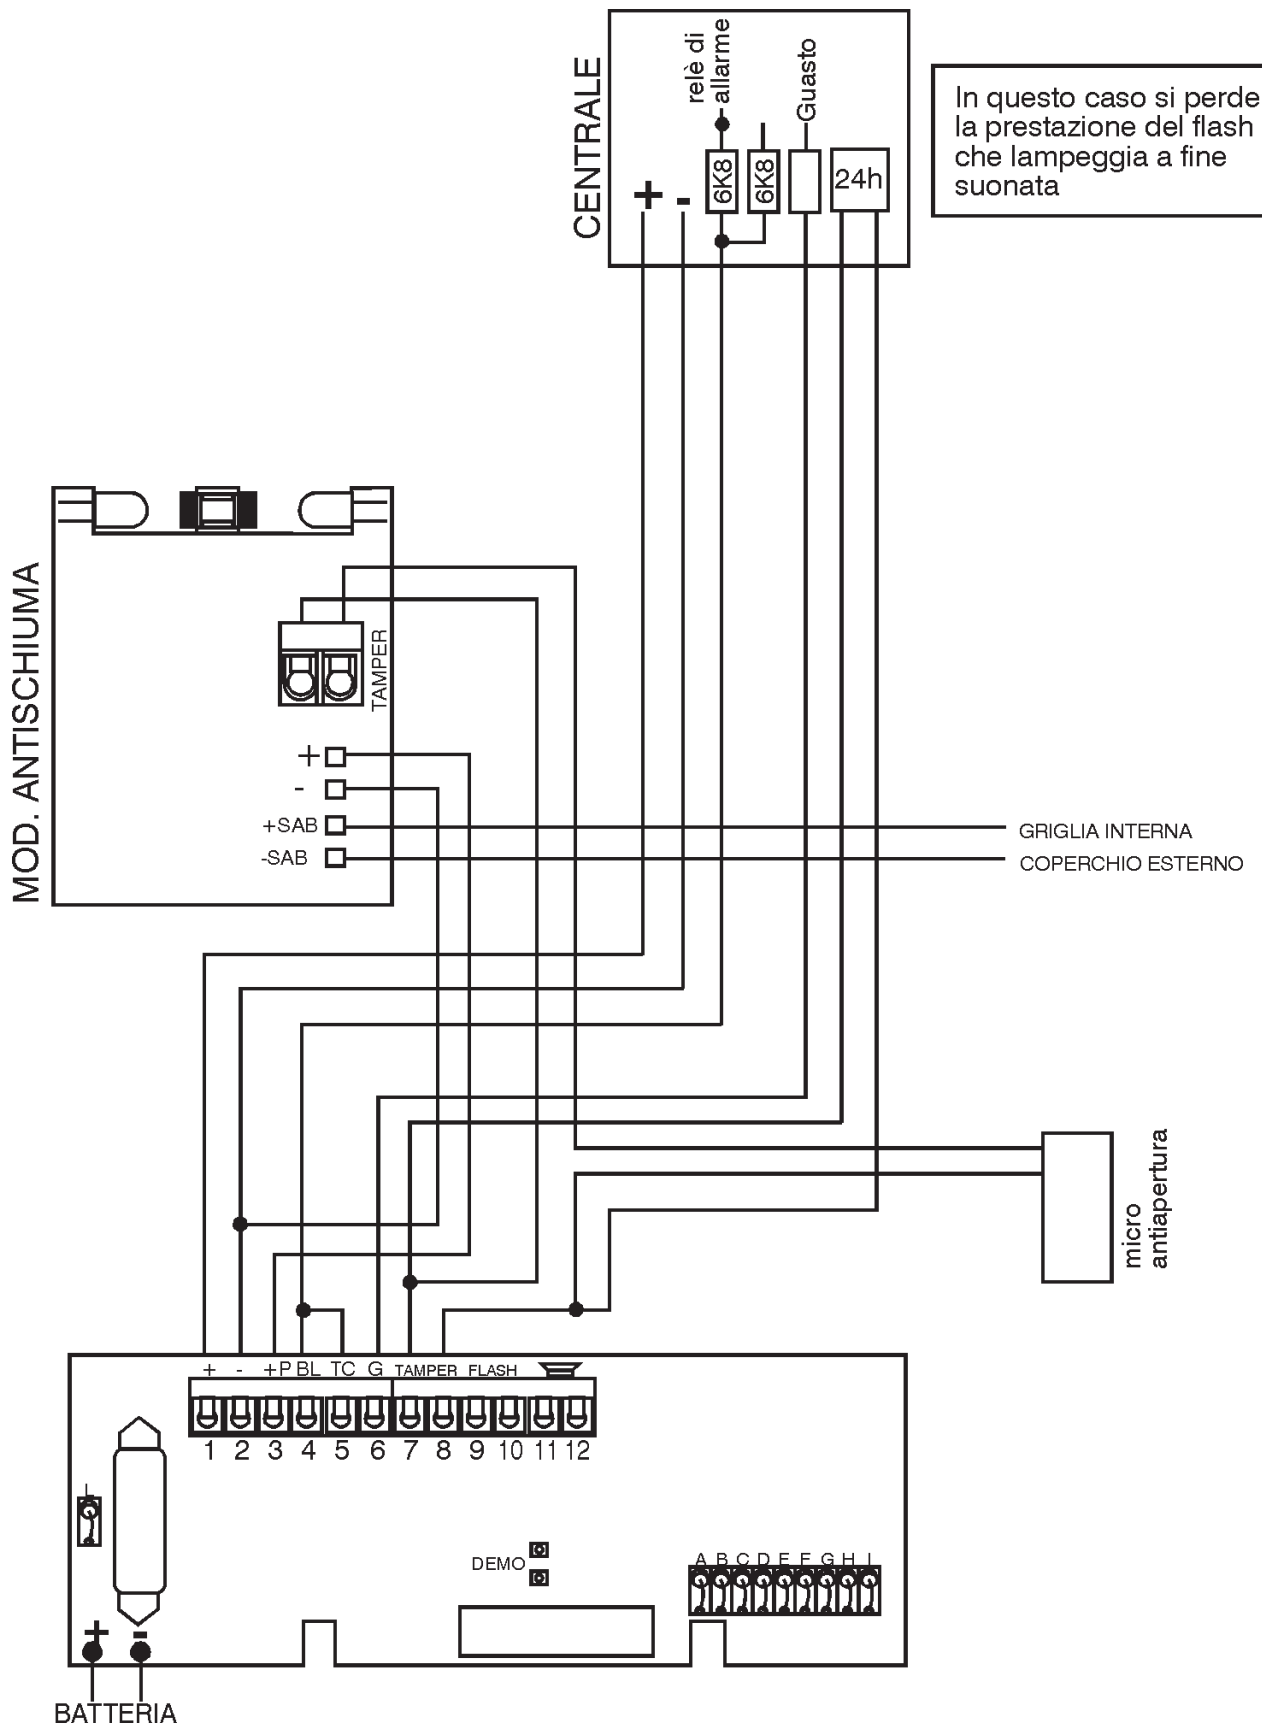 CENTRALE
relè di
allarme
Guasto
+
-
6K8
6K8
24h
In questo caso si perde
la prestazione del flash
che lampeggia a fine
suonata
MOD. ANTISCHIUMA
TAMPER
+
-
+SAB
-SAB
GRIGLIA INTERNA
COPERCHIO ESTERNO
micro
antiapertura
+ - +P BL TC G TAMPER FLASH
1 2 3 4 5 6 7 8 9 10 11 12
L
DEMO
A B C D E F G H I
+ -
BATTERIA